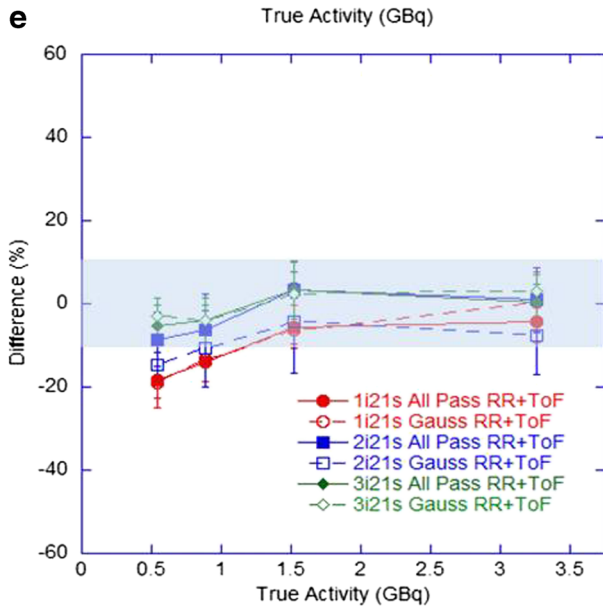 e
True Activity (GBq)
60
40
20
0
-20
-40
-60
Difference (%)
1i21s All Pass RR+ToF
1i21s Gauss RR+ToF
2i21s All Pass RR+ToF
2i21s Gauss RR+ToF
3i21s All Pass RR+ToF
3i21s Gauss RR+ToF
0 0.5 1 1.5 2 2.5 3 3.5
True Activity (GBq)